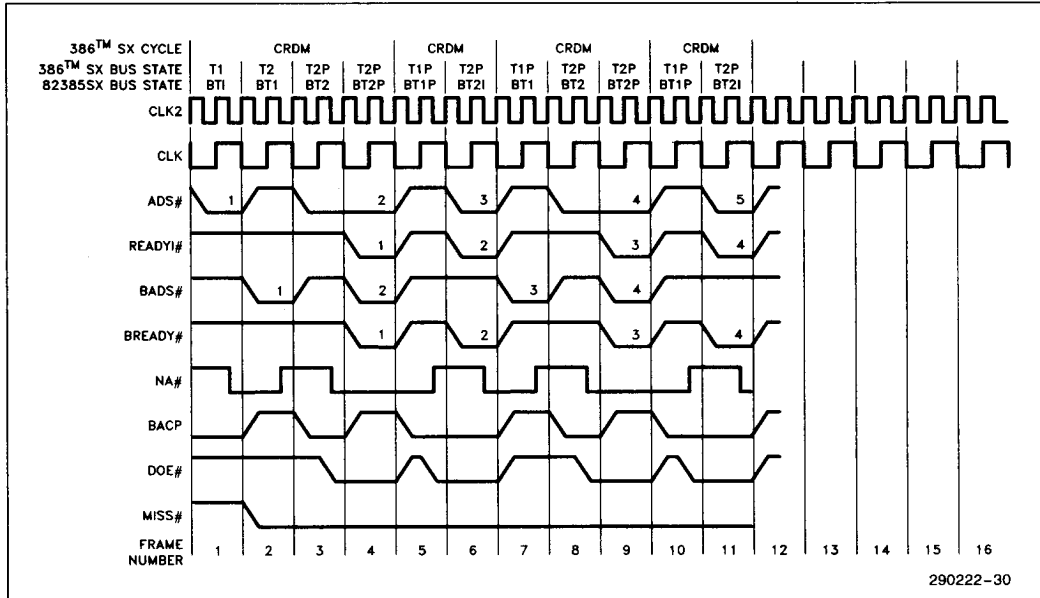 386™ SX CYCLE CRDM CRDM CRDM CRDM
386™ SX BUS STATE T1 T2 T2P T2P T1P T2P T1P T2P T2P T1P T2P
82385SX BUS STATE BTI BT1 BT2 BT2P BT1P BT2I BT1 BT2 BT2P BT1P BT2I
CLK2
CLK
ADS# 1 2 3 4 5
READYI# 1 2 3 4
BADS# 1 2 3 4
BREADY# 1 2 3 4
NA#
BACP
DOE#
MISS#
FRAME
NUMBER 1 2 3 4 5 6 7 8 9 10 11 12 13 14 15 16
290222-30